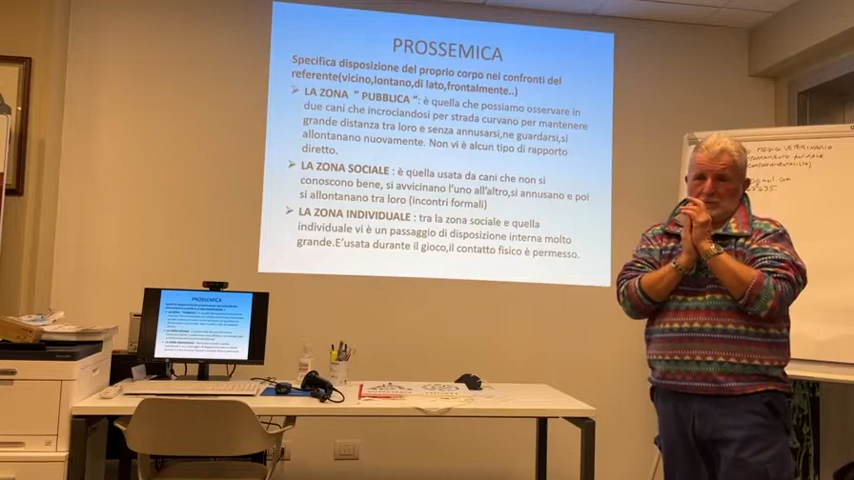 PROSSEMICA
Specifica disposizione del proprio corpo nei confronti del
referente(vicino,lontano,di lato,frontalmente..)
LA ZONA " PUBBLICA ": è quella che possiamo osservare in
due cani che incrociandosi per strada curvano per mantenere
grande distanza tra loro e senza annusarsi,ne guardarsi,si
allontanano nuovamente. Non vi è alcun tipo di rapporto
diretto.
LA ZONA SOCIALE : è quella usata da cani che non si
conoscono bene, si avvicinano l'uno all'altro,si annusano e poi
si allontanano tra loro (incontri formali)
LA ZONA INDIVIDUALE : tra la zona sociale e quella
individuale vi è un passaggio di disposizione interna molto
grande.E'usata durante il gioco,il contatto fisico è permesso.
MEDICO VETERINARIO
PROSSEMICA